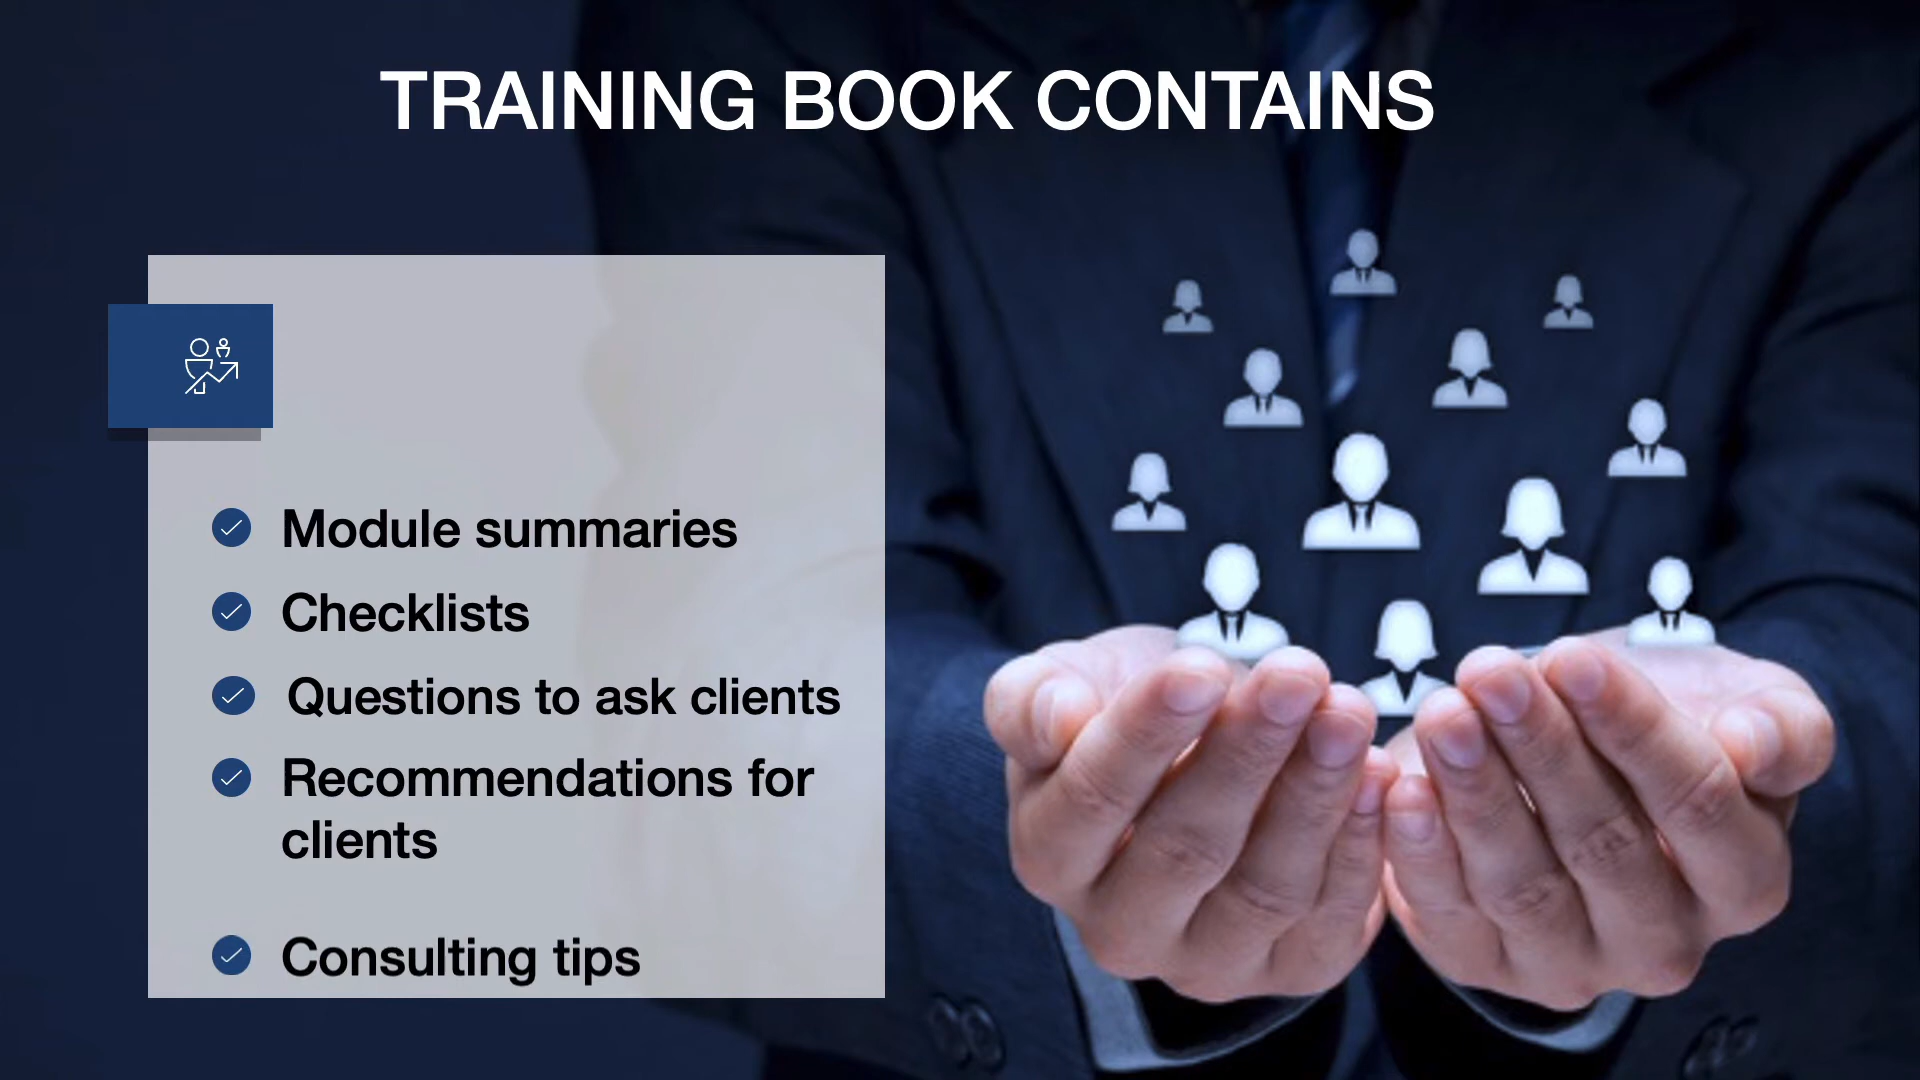 TRAINING BOOK CONTAINS
Module summaries
Checklists
Questions to ask clients
Recommendations for
clients
Consulting tips